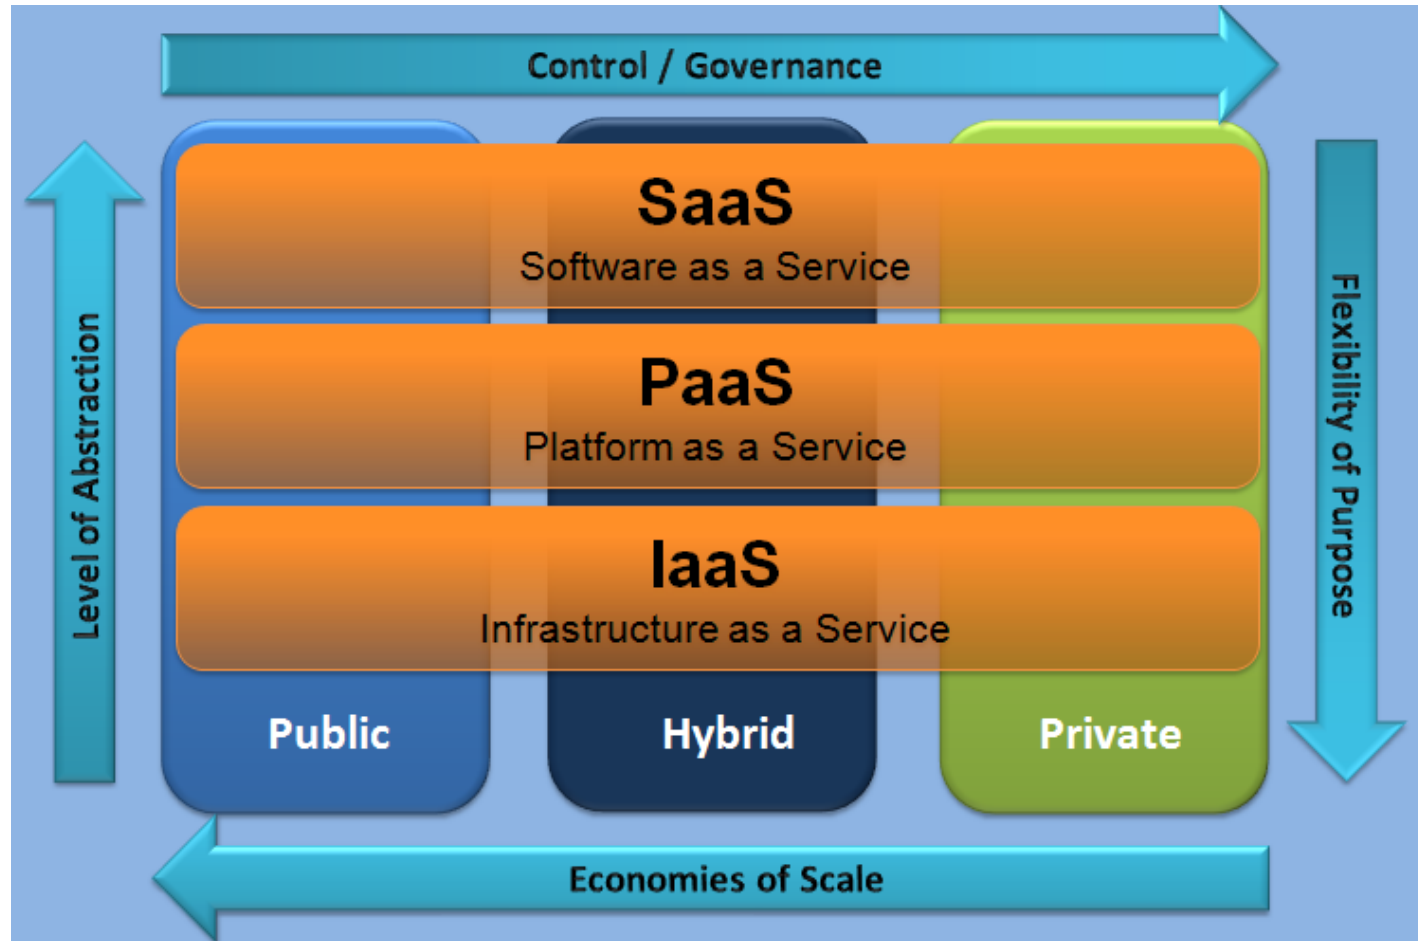 Control / Governance
Level of Abstraction
SaaS
Software as a Service
PaaS
Platform as a Service
IaaS
Infrastructure as a Service
Flexibility of Purpose
Public
Hybrid
Private
Economies of Scale